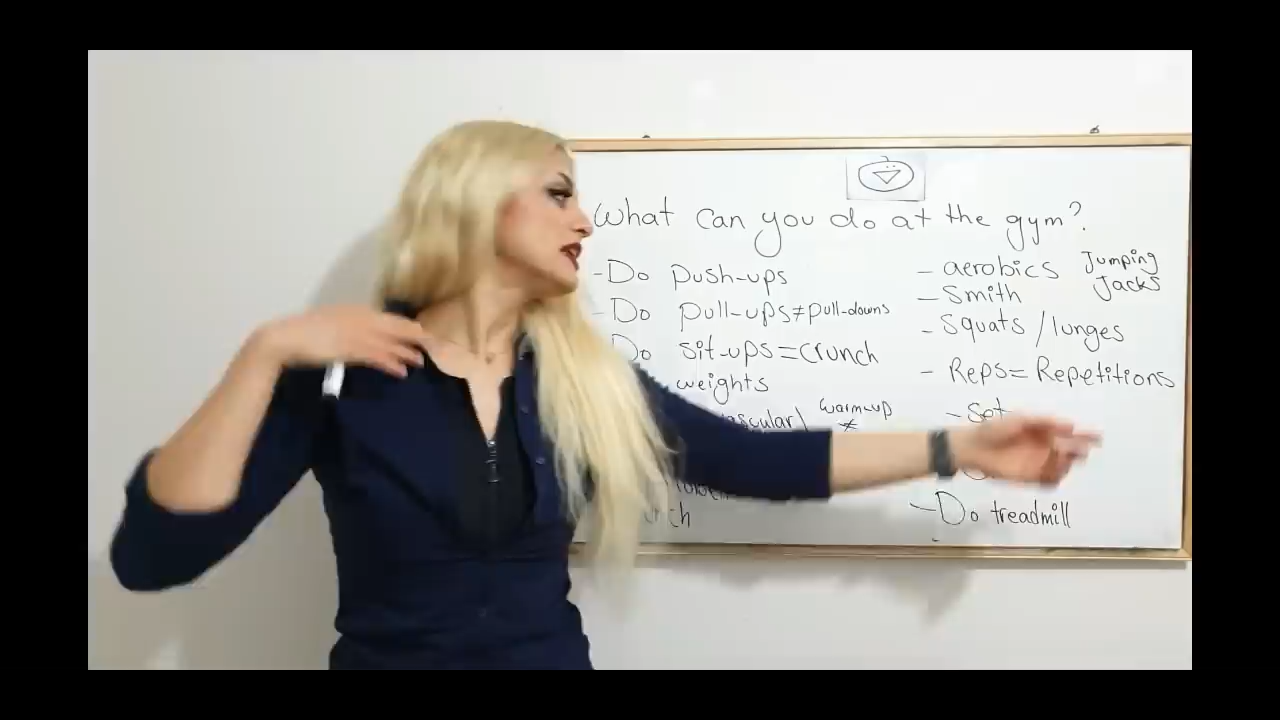 What can you do at the gym?
- Do push-ups
- Do pull-ups≠pull-downs
Do sit-ups=crunch
weights
warm-up
*
- aerobics
Jumping Jacks
- Smith
- Squats / lunges
- Reps= Repetitions
- Set
- Do treadmill